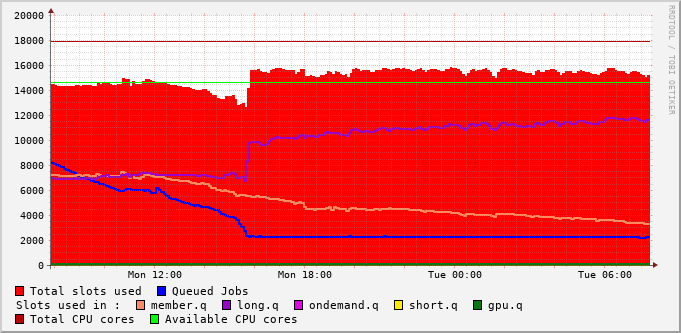 20000
18000
16000
14000
12000
10000
8000
6000
4000
2000
0
Mon 12:00 Mon 18:00 Tue 00:00 Tue 06:00
Total slots used Queued Jobs
Slots used in : member.q long.q ondemand.q short.q gpu.q
Total CPU cores Available CPU cores
RRDTOOL / TOBI OETIKER